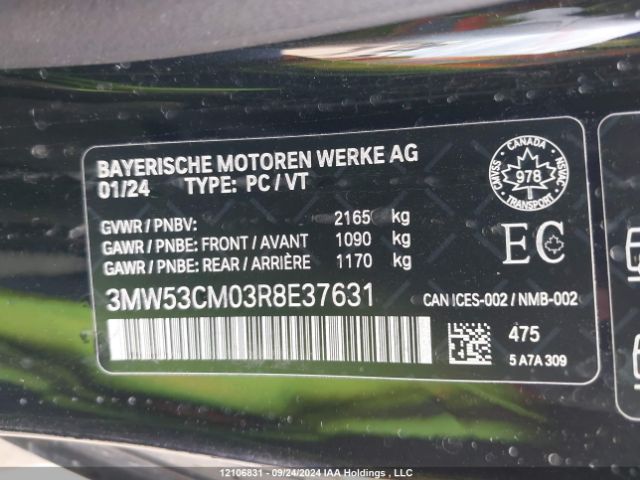 BAYERISCHE MOTOREN WERKE AG
01/24 TYPE: PC / VT
GVWR / PNBV: 2165 kg
GAWR / PNBE: FRONT / AVANT 1090 kg
GAWR / PNBE: REAR / ARRIÈRE 1170 kg
3MW53CM03R8E37631
CANADA
CMVSS 978 NSVAC
TRANSPORT
EC
CAN ICES-002 / NMB-002
475
5 A7A 309
12106831 - 09/24/2024 IAA Holdings , LLC